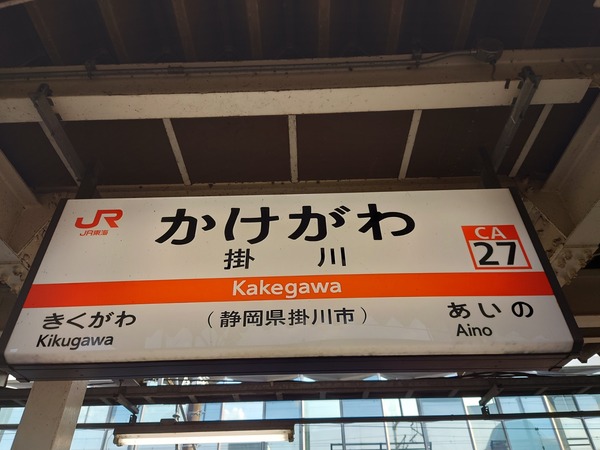 JR
JR東海
かけがわ
掛川
CA
27
Kakegawa
きくがわ
Kikugawa
(静岡県掛川市)
あいの
Aino